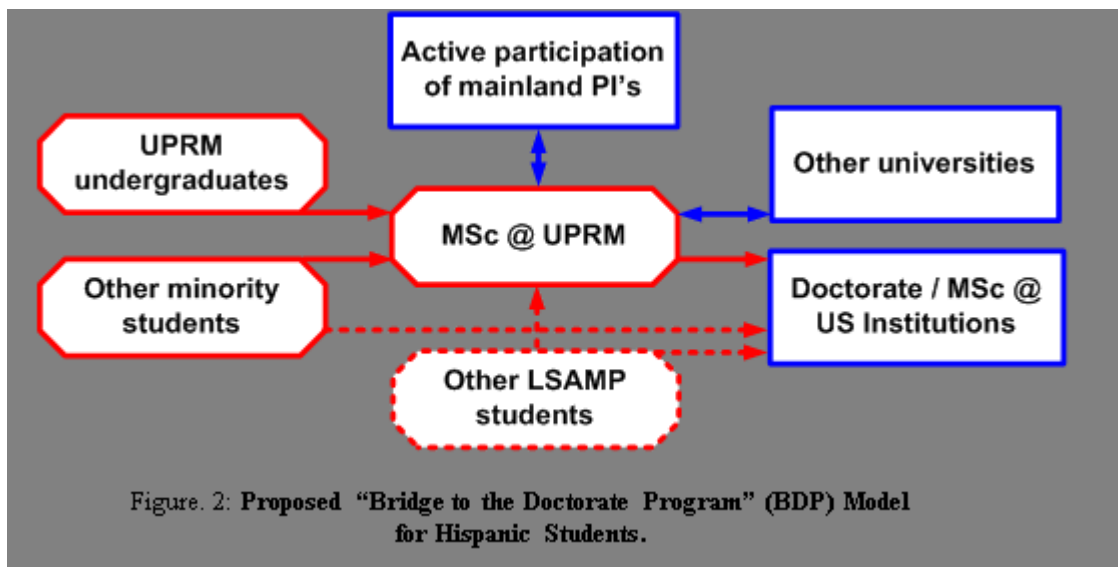 Active participation
of mainland PI's
UPRM
undergraduates
Other universities
MSc @ UPRM
Other minority
students
Doctorate / MSc @
US Institutions
Other LSAMP
students
Figure. 2: Proposed “Bridge to the Doctorate Program” (BDP) Model
for Hispanic Students.